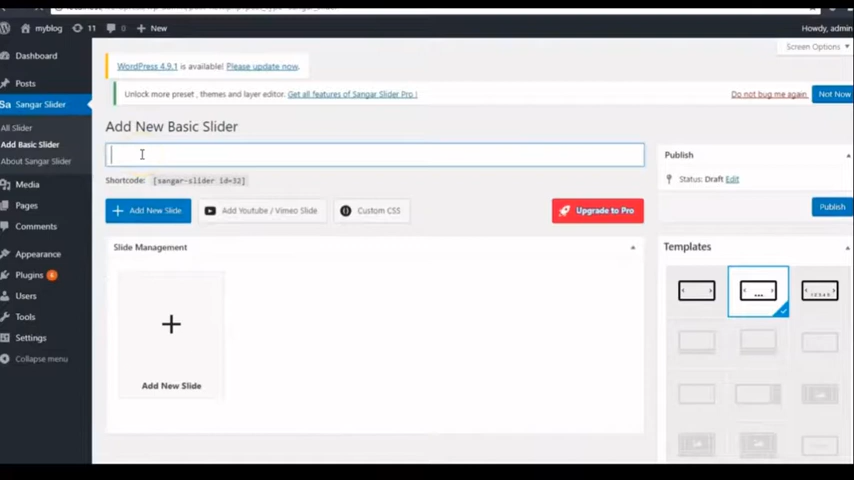 myblog 11 0 New Howdy, admin
Screen Options
Dashboard
WordPress 4.9.1 is available! Please update now.
Posts
Unlock more preset , themes and layer editor. Get all features of Sangar Slider Pro ! Do not bug me again. Not Now
Sa Sangar Slider
All Slider
Add New Basic Slider
Add Basic Slider
About Sangar Slider
Publish
Shortcode: [sangar-slider id=32]
Status: Draft Edit
Media
Pages
Add New Slide Add Youtube / Vimeo Slide Custom CSS Upgrade to Pro Publish
Comments
Slide Management Templates
Appearance
Plugins
Users
Tools
Settings
Collapse menu
Add New Slide